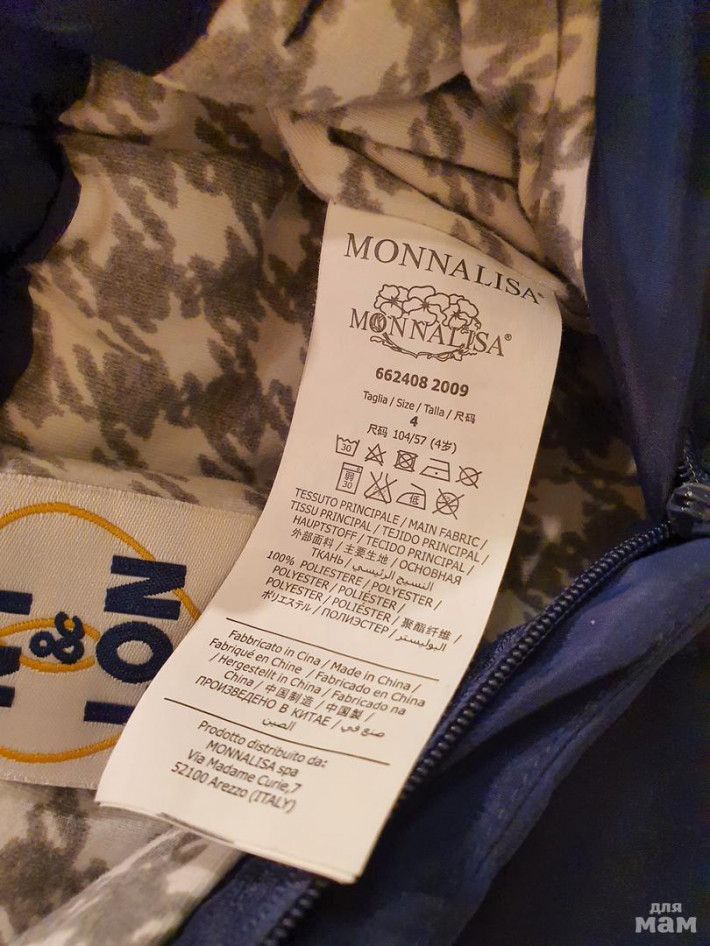 MONNALISA®
MONNALISA®
662408 2009
Taglia / Size / Talla / 尺码
4
尺码 104/57 (4岁)
30
30 低
TESSUTO PRINCIPALE / MAIN FABRIC /
TISSU PRINCIPAL / TEJIDO PRINCIPAL /
HAUPTSTOFF / TECIDO PRINCIPAL /
外部面料 / 主要生地 / ОСНОВНАЯ
ТКАНЬ / النسيج الرئيسي /
100% POLIESTERE / POLYESTER /
POLYESTER / POLIÉSTER /
POLYESTER / POLIÉSTER / 聚酯纤维 /
ポリエステル / ПОЛИЭСТЕР / البوليستر
Fabbricato in Cina / Made in China /
Fabriqué en Chine / Fabricado en China
/ Hergestellt in China / Fabricado na
China / 中国制造 / 中国製 /
ПРОИЗВЕДЕНО В КИТАЕ / صنع في
الصين
Prodotto distribuito da:
MONNALISA spa
Via Madame Curie,7
52100 Arezzo (ITALY)
&
ION
для
мам